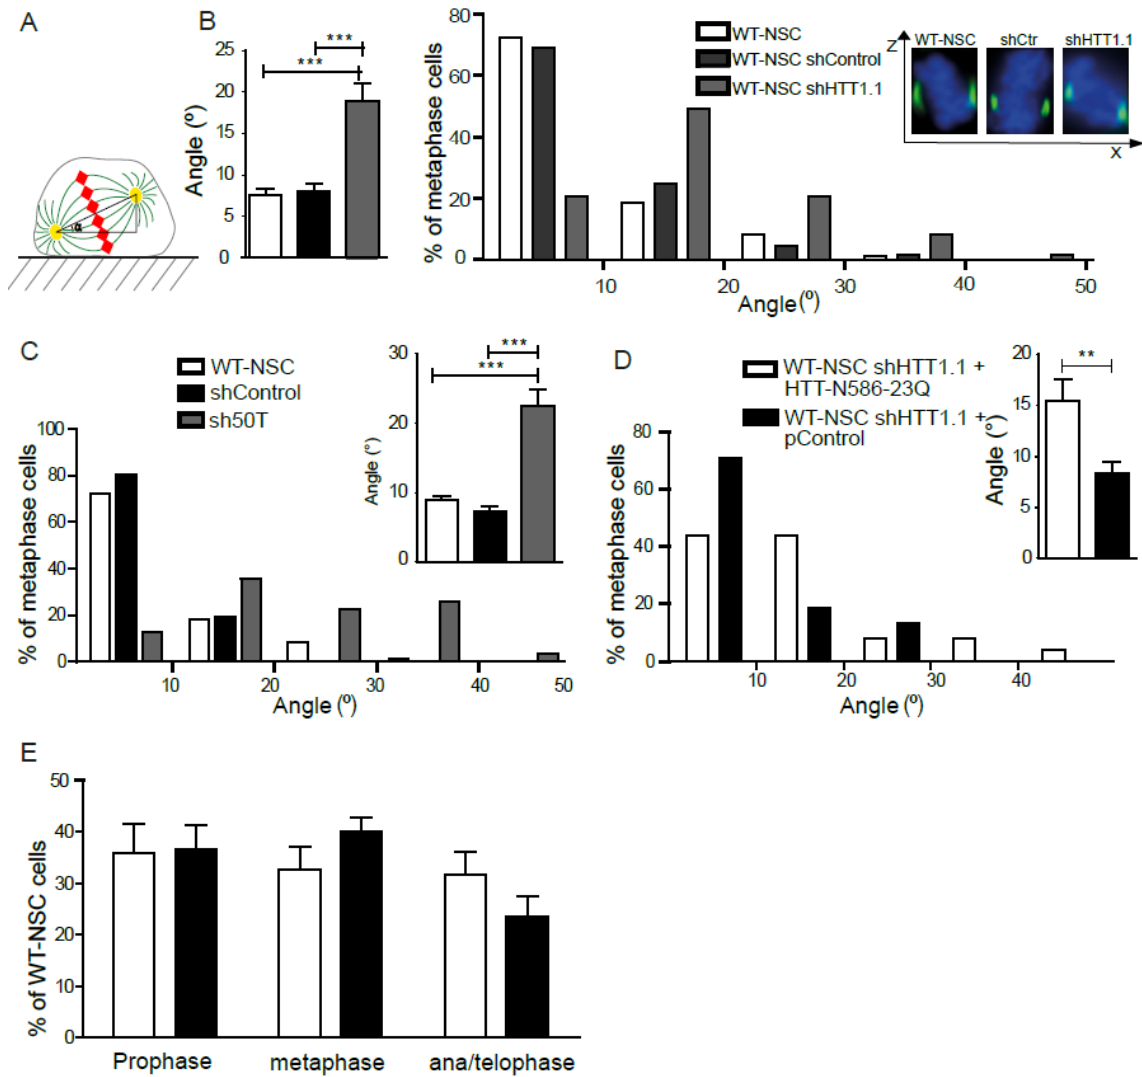 A
α
B
***
***
25
20
15
10
5
0
Angle (º)
80
60
40
20
0
% of metaphase cells
WT-NSC
WT-NSC shControl
WT-NSC shHTT1.1
10
20
30
40
50
Angle(º)
Z
WT-NSC
shCtr
shHTT1.1
X
C
WT-NSC
shControl
sh50T
100
80
60
40
20
0
% of metaphase cells
10
20
30
40
50
Angle (º)
***
***
30
20
10
0
Angle (°)
D
WT-NSC shHTT1.1 +
HTT-N586-23Q
WT-NSC shHTT1.1 +
pControl
80
60
40
20
0
% of metaphase cells
10
20
30
40
Angle(º)
**
20
15
10
5
0
Angle (°)
E
50
40
30
20
10
0
% of WT-NSC cells
Prophase
metaphase
ana/telophase